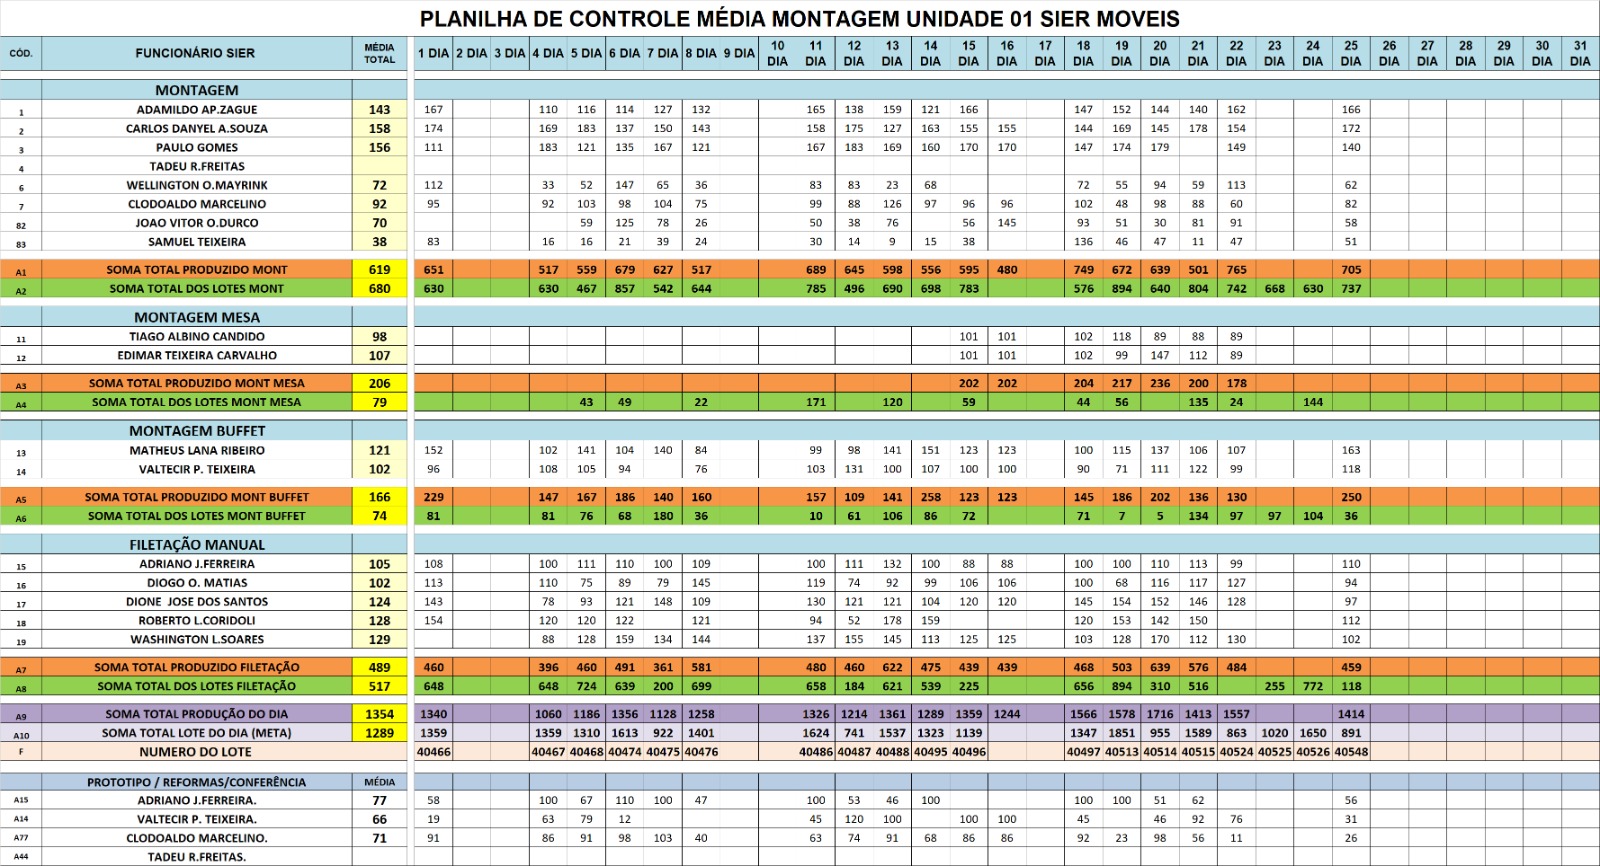 PLANILHA DE CONTROLE MÉDIA MONTAGEM UNIDADE 01 SIER MOVEIS
CÓD. FUNCIONÁRIO SIER MÉDIA TOTAL 1 DIA 2 DIA 3 DIA 4 DIA 5 DIA 6 DIA 7 DIA 8 DIA 9 DIA 10 DIA 11 DIA 12 DIA 13 DIA 14 DIA 15 DIA 16 DIA 17 DIA 18 DIA 19 DIA 20 DIA 21 DIA 22 DIA 23 DIA 24 DIA 25 DIA 26 DIA 27 DIA 28 DIA 29 DIA 30 DIA 31 DIA
MONTAGEM
1 ADAMILDO AP.ZAGUE 143 167 110 116 114 127 132 165 138 159 121 166 147 152 144 140 162 166
2 CARLOS DANYEL A.SOUZA 158 174 169 183 137 150 143 158 175 127 163 155 155 144 169 145 178 154 172
3 PAULO GOMES 156 111 183 121 135 167 121 167 183 169 160 170 170 147 174 179 149 140
4 TADEU R.FREITAS
6 WELLINGTON O.MAYRINK 72 112 33 52 147 65 36 83 83 23 68 72 55 94 59 113 62
7 CLODOALDO MARCELINO 92 95 92 103 98 104 75 99 88 126 97 96 96 102 48 98 88 60 82
82 JOAO VITOR O.DURCO 70 59 125 78 26 50 38 76 56 145 93 51 30 81 91 58
83 SAMUEL TEIXEIRA 38 83 16 16 21 39 24 30 14 9 15 38 136 46 47 11 47 51
A1 SOMA TOTAL PRODUZIDO MONT 619 651 517 559 679 627 517 689 645 598 556 595 480 749 672 639 501 765 705
A2 SOMA TOTAL DOS LOTES MONT 680 630 630 467 857 542 644 785 496 690 698 783 576 894 640 804 742 668 630 737
MONTAGEM MESA
11 TIAGO ALBINO CANDIDO 98 101 101 102 118 89 88 89
12 EDIMAR TEIXEIRA CARVALHO 107 101 101 102 99 147 112 89
A3 SOMA TOTAL PRODUZIDO MONT MESA 206 202 202 204 217 236 200 178
A4 SOMA TOTAL DOS LOTES MONT MESA 79 43 49 22 171 120 59 44 56 135 24 144
MONTAGEM BUFFET
13 MATHEUS LANA RIBEIRO 121 152 102 141 104 140 84 99 98 141 151 123 123 100 115 137 106 107 163
14 VALTECIR P. TEIXEIRA 102 96 108 105 94 76 103 131 100 107 100 100 90 71 111 122 99 118
A5 SOMA TOTAL PRODUZIDO MONT BUFFET 166 229 147 167 186 140 160 157 109 141 258 123 123 145 186 202 136 130 250
A6 SOMA TOTAL DOS LOTES MONT BUFFET 74 81 81 76 68 180 36 10 61 106 86 72 71 7 5 134 97 97 104 36
FILETAÇÃO MANUAL
15 ADRIANO J.FERREIRA 105 108 100 111 110 100 109 100 111 132 100 88 88 100 100 110 113 99 110
16 DIOGO O. MATIAS 102 113 110 75 89 79 145 119 74 92 99 106 106 100 68 116 117 127 94
17 DIONE JOSE DOS SANTOS 124 143 78 93 121 148 109 130 121 121 104 120 120 145 154 152 146 128 97
18 ROBERTO L.CORIDOLI 128 154 120 120 122 121 94 52 178 159 120 153 142 150 112
19 WASHINGTON L.SOARES 129 88 128 159 134 144 137 155 145 113 125 125 103 128 170 112 130 102
A7 SOMA TOTAL PRODUZIDO FILETAÇÃO 489 460 396 460 491 361 581 480 460 622 475 439 439 468 503 639 576 484 459
A8 SOMA TOTAL DOS LOTES FILETAÇÃO 517 648 648 724 639 200 699 658 184 621 539 225 656 894 310 516 255 772 118
A9 SOMA TOTAL PRODUÇÃO DO DIA 1354 1340 1060 1186 1356 1128 1258 1326 1214 1361 1289 1359 1244 1566 1578 1716 1413 1557 1414
A10 SOMA TOTAL LOTE DO DIA (META) 1289 1359 1359 1310 1613 922 1401 1624 741 1537 1323 1139 1347 1851 955 1589 863 1020 1650 891
F NUMERO DO LOTE 40466 40467 40468 40474 40475 40476 40486 40487 40488 40495 40496 40497 40513 40514 40515 40524 40525 40526 40548
PROTOTIPO / REFORMAS/CONFERÊNCIA MÉDIA
A15 ADRIANO J.FERREIRA. 77 58 100 67 110 100 47 100 53 46 100 100 100 51 62 56
A14 VALTECIR P. TEIXEIRA. 66 19 63 79 12 45 120 100 100 100 45 46 92 76 31
A77 CLODOALDO MARCELINO. 71 91 86 91 98 103 40 63 74 91 68 86 86 92 23 98 56 11 26
A44 TADEU R.FREITAS.